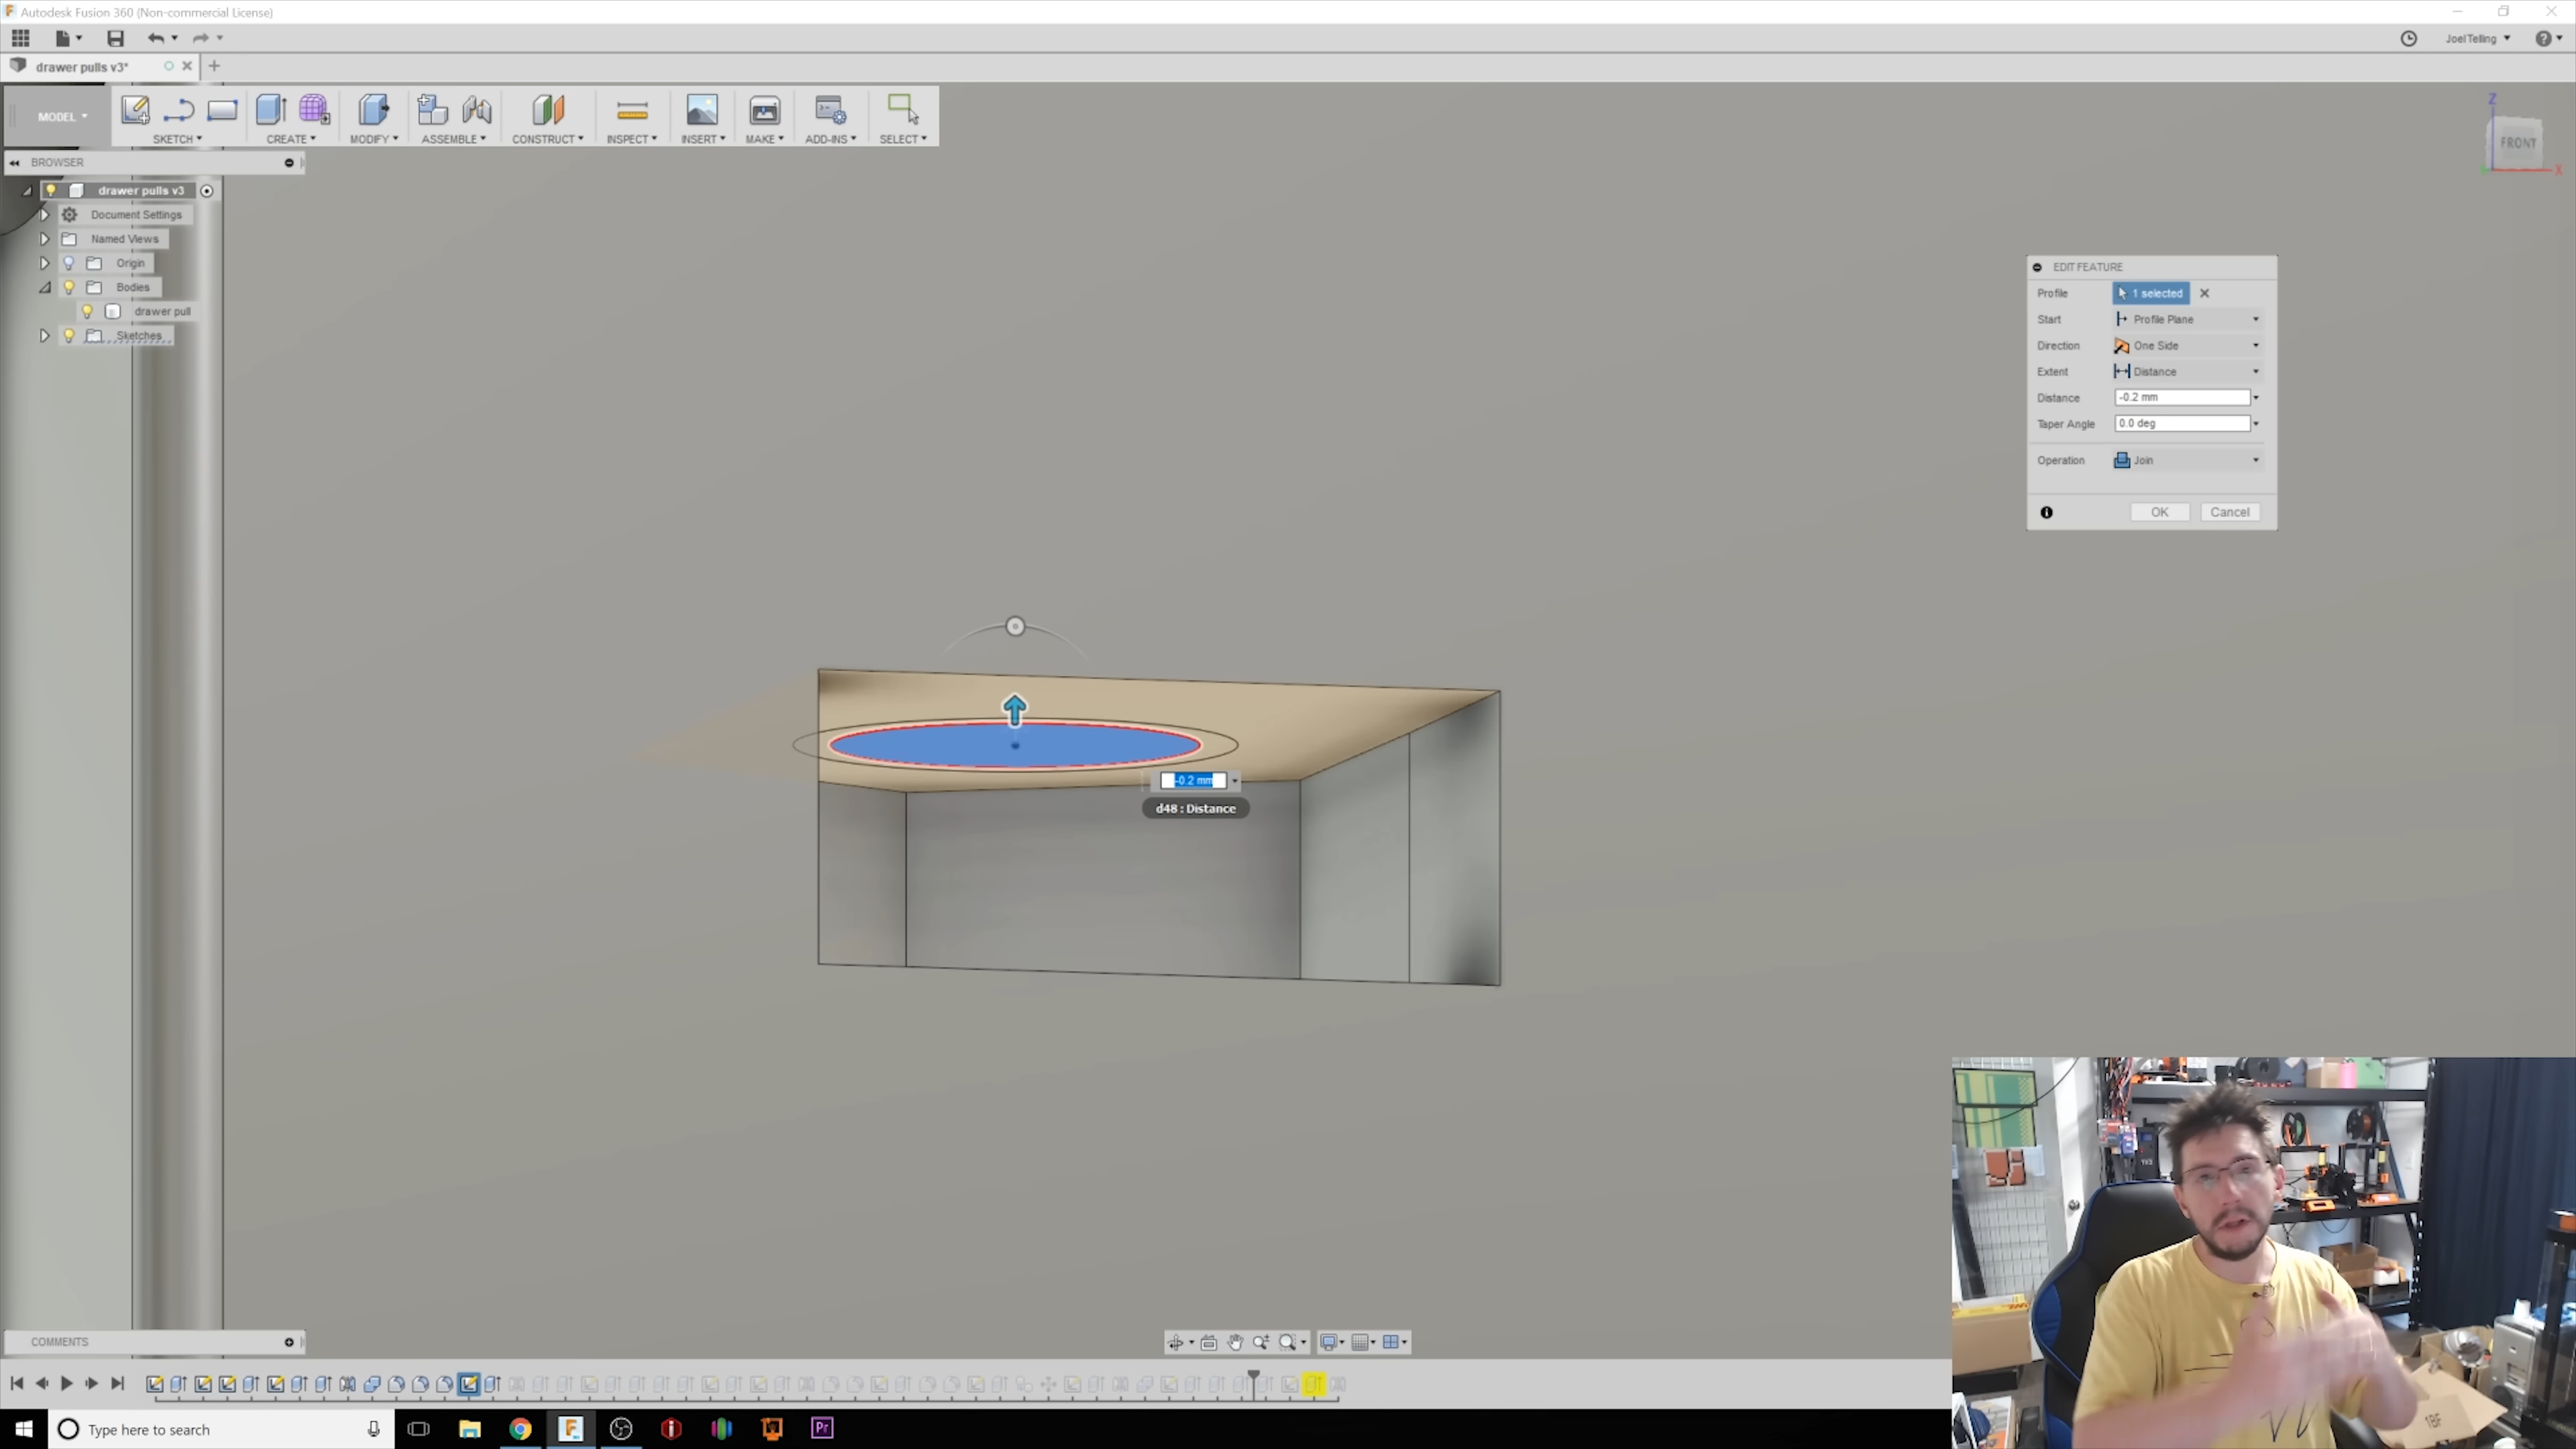 Autodesk Fusion 360 (Non-commercial License)
JoelTelling
drawer pulls v3*
MODEL
SKETCH
CREATE
MODIFY
ASSEMBLE
CONSTRUCT
INSPECT
INSERT
MAKE
ADD-INS
SELECT
BROWSER
drawer pulls v3
Document Settings
Named Views
Origin
Bodies
drawer pull
Sketches
Z
FRONT
X
EDIT FEATURE
Profile 1 selected
Start Profile Plane
Direction One Side
Extent Distance
Distance -0.2 mm
Taper Angle 0.0 deg
Operation Join
OK Cancel
-0.2 mm
d48 : Distance
COMMENTS
Type here to search
Pr